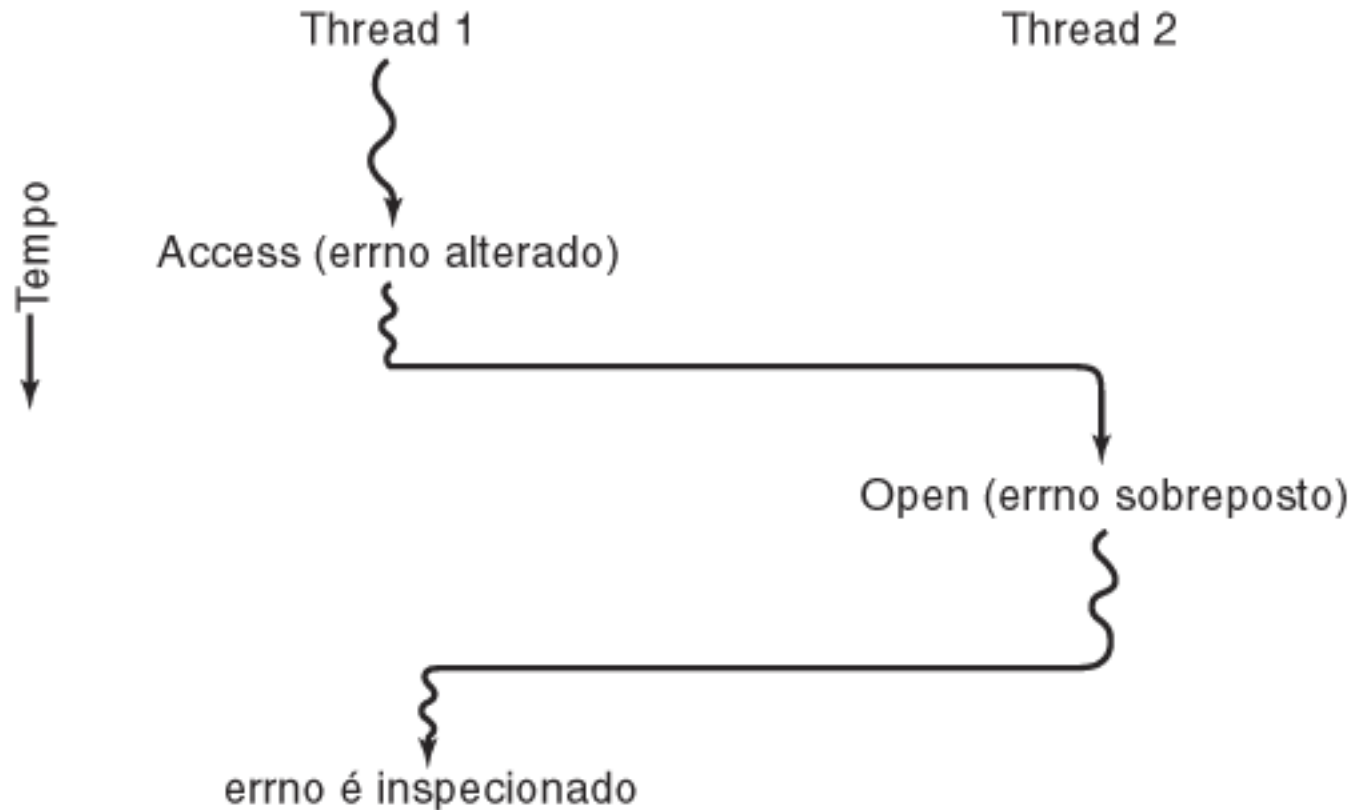 Thread 1
Thread 2
Tempo
Access (errno alterado)
Open (errno sobreposto)
errno é inspecionado